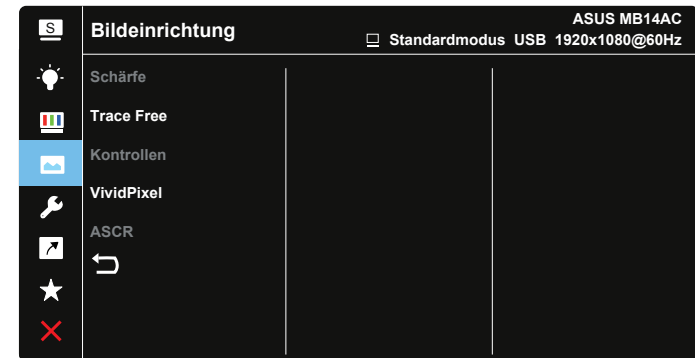 S
Bildeinrichtung
ASUS MB14AC
Standardmodus USB 1920x1080@60Hz
Schärfe
Trace Free
Kontrollen
VividPixel
ASCR